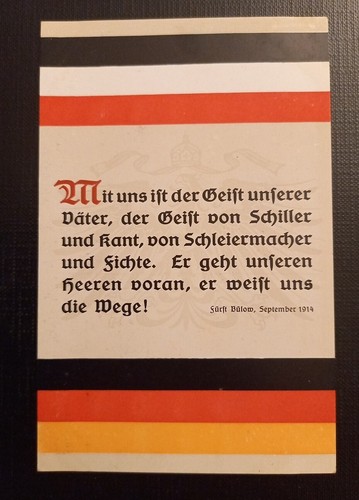 Mit uns ist der Geist unserer
Väter, der Geist von Schiller
und Kant, von Schleiermacher
und Fichte. Er geht unseren
Heeren voran, er weist uns
die Wege!
Fürst Bülow, September 1914